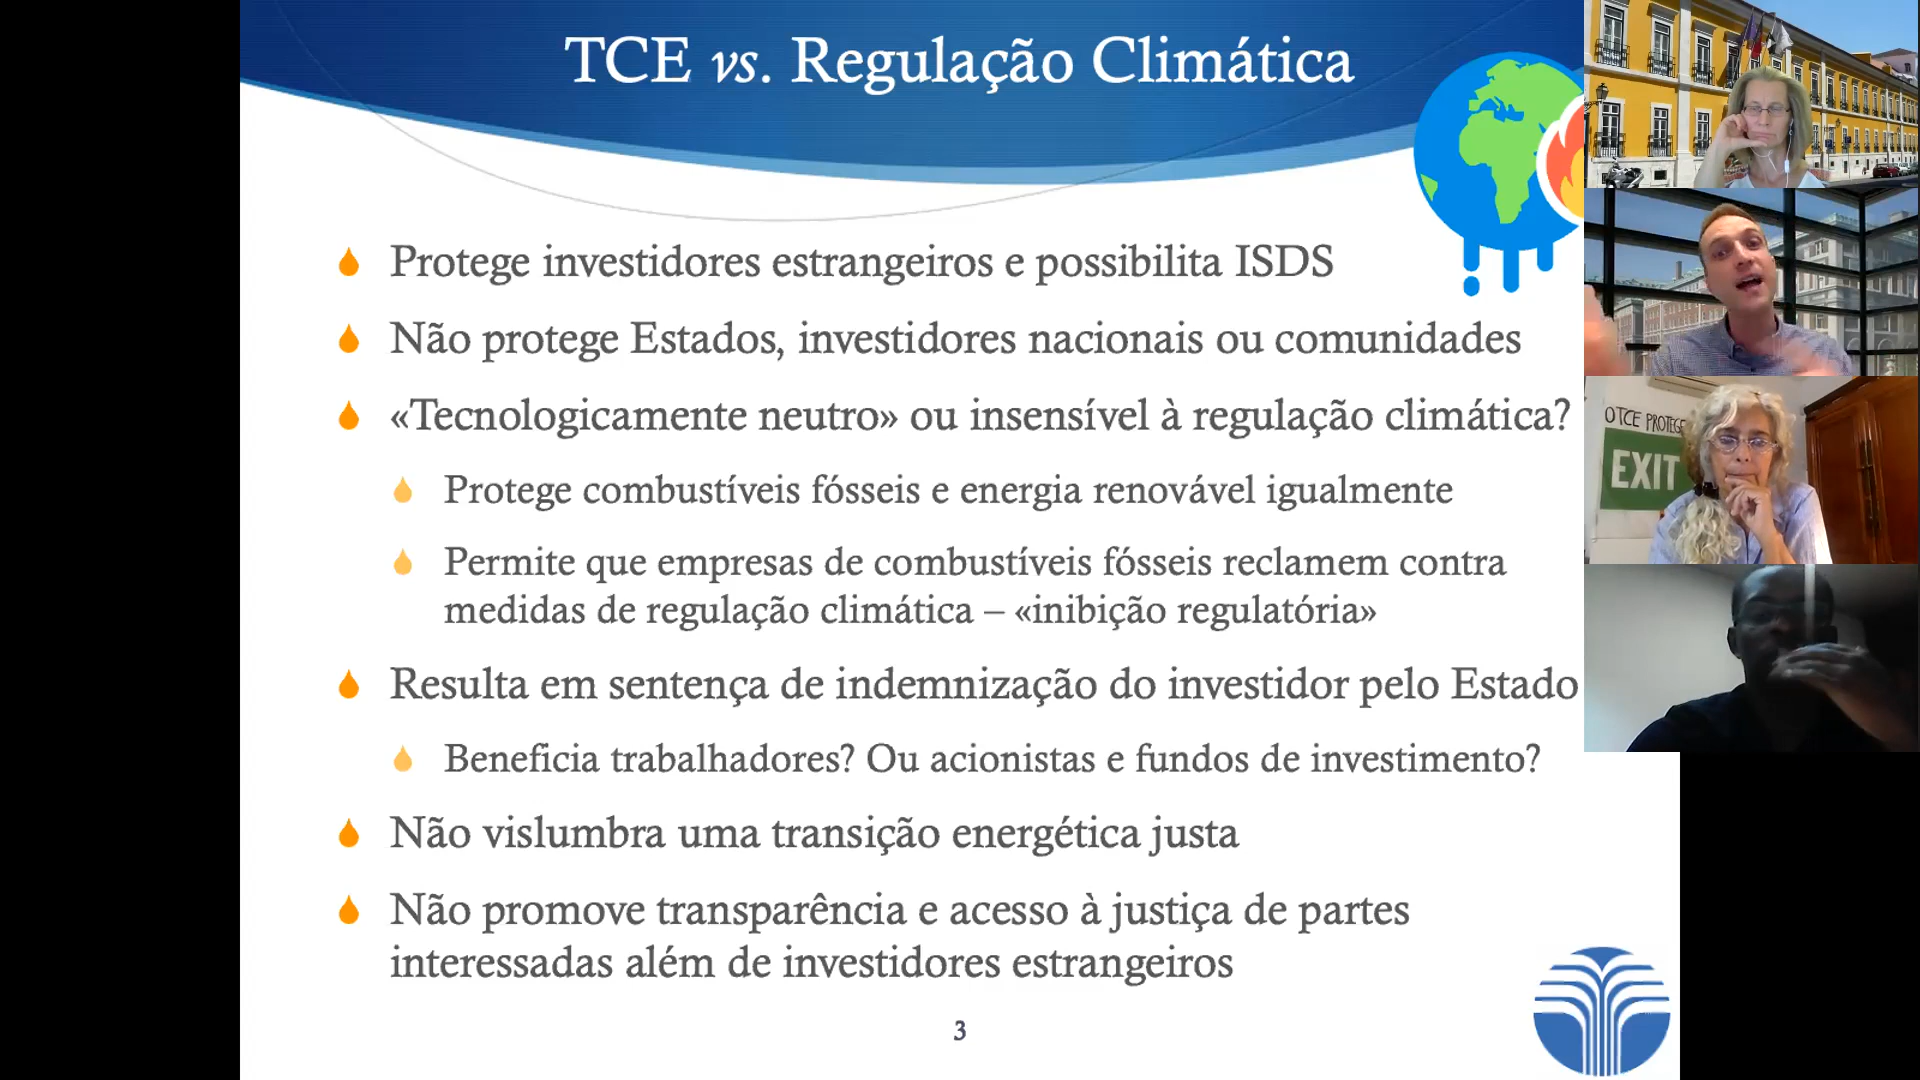 TCE vs. Regulação Climática
Protege investidores estrangeiros e possibilita ISDS
Não protege Estados, investidores nacionais ou comunidades
«Tecnologicamente neutro» ou insensível à regulação climática?
Protege combustíveis fósseis e energia renovável igualmente
Permite que empresas de combustíveis fósseis reclamem contra
medidas de regulação climática – «inibição regulatória»
Resulta em sentença de indemnização do investidor pelo Estado
Beneficia trabalhadores? Ou acionistas e fundos de investimento?
Não vislumbra uma transição energética justa
Não promove transparência e acesso à justiça de partes
interessadas além de investidores estrangeiros
3
O TCE PROTEGE
EXIT